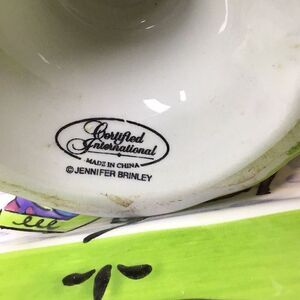 Certified
International
MADE IN CHINA
© JENNIFER BRINLEY